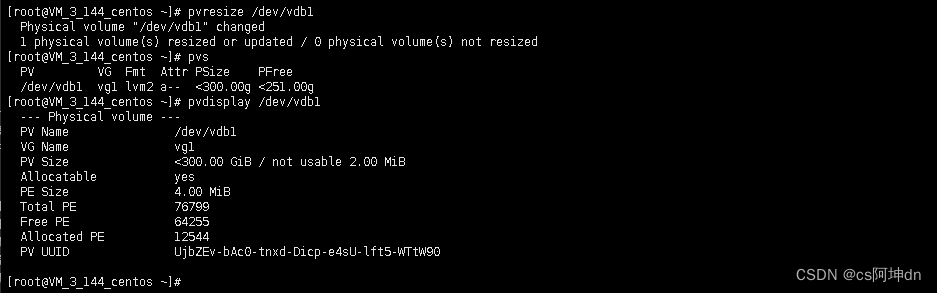 [root@VM_3_144_centos ~]# pvresize /dev/vdb1
Physical volume "/dev/vdb1" changed
1 physical volume(s) resized or updated / 0 physical volume(s) not resized
[root@VM_3_144_centos ~]# pvs
PV VG Fmt Attr PSize PFree
/dev/vdb1 vg1 lvm2 a-- <300.00g <251.00g
[root@VM_3_144_centos ~]# pvdisplay /dev/vdb1
--- Physical volume ---
PV Name /dev/vdb1
VG Name vg1
PV Size <300.00 GiB / not usable 2.00 MiB
Allocatable yes
PE Size 4.00 MiB
Total PE 76799
Free PE 64255
Allocated PE 12544
PV UUID UjbZEv-bAc0-tnxd-Dicp-e4sU-lft5-WTtW90
[root@VM_3_144_centos ~]#
CSDN @cs阿坤dn